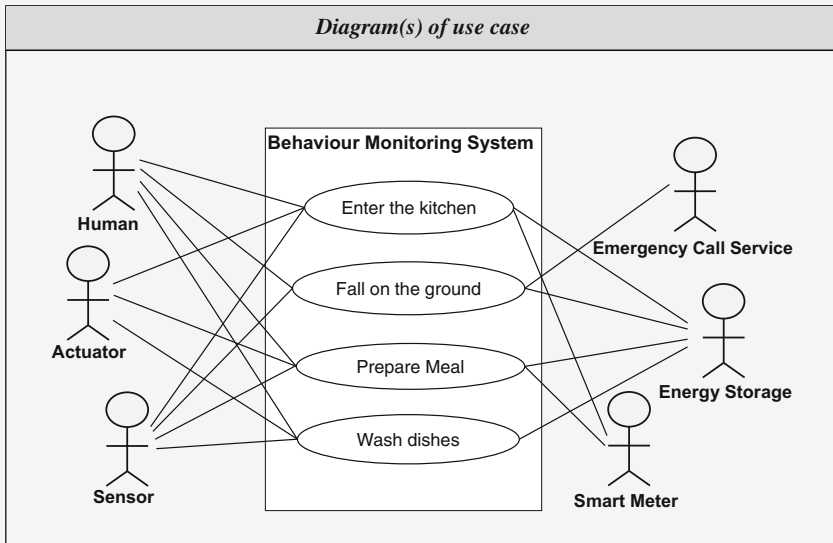 Diagram(s) of use case
Behaviour Monitoring System
Human
Enter the kitchen
Emergency Call Service
Fall on the ground
Actuator
Prepare Meal
Energy Storage
Wash dishes
Sensor
Smart Meter